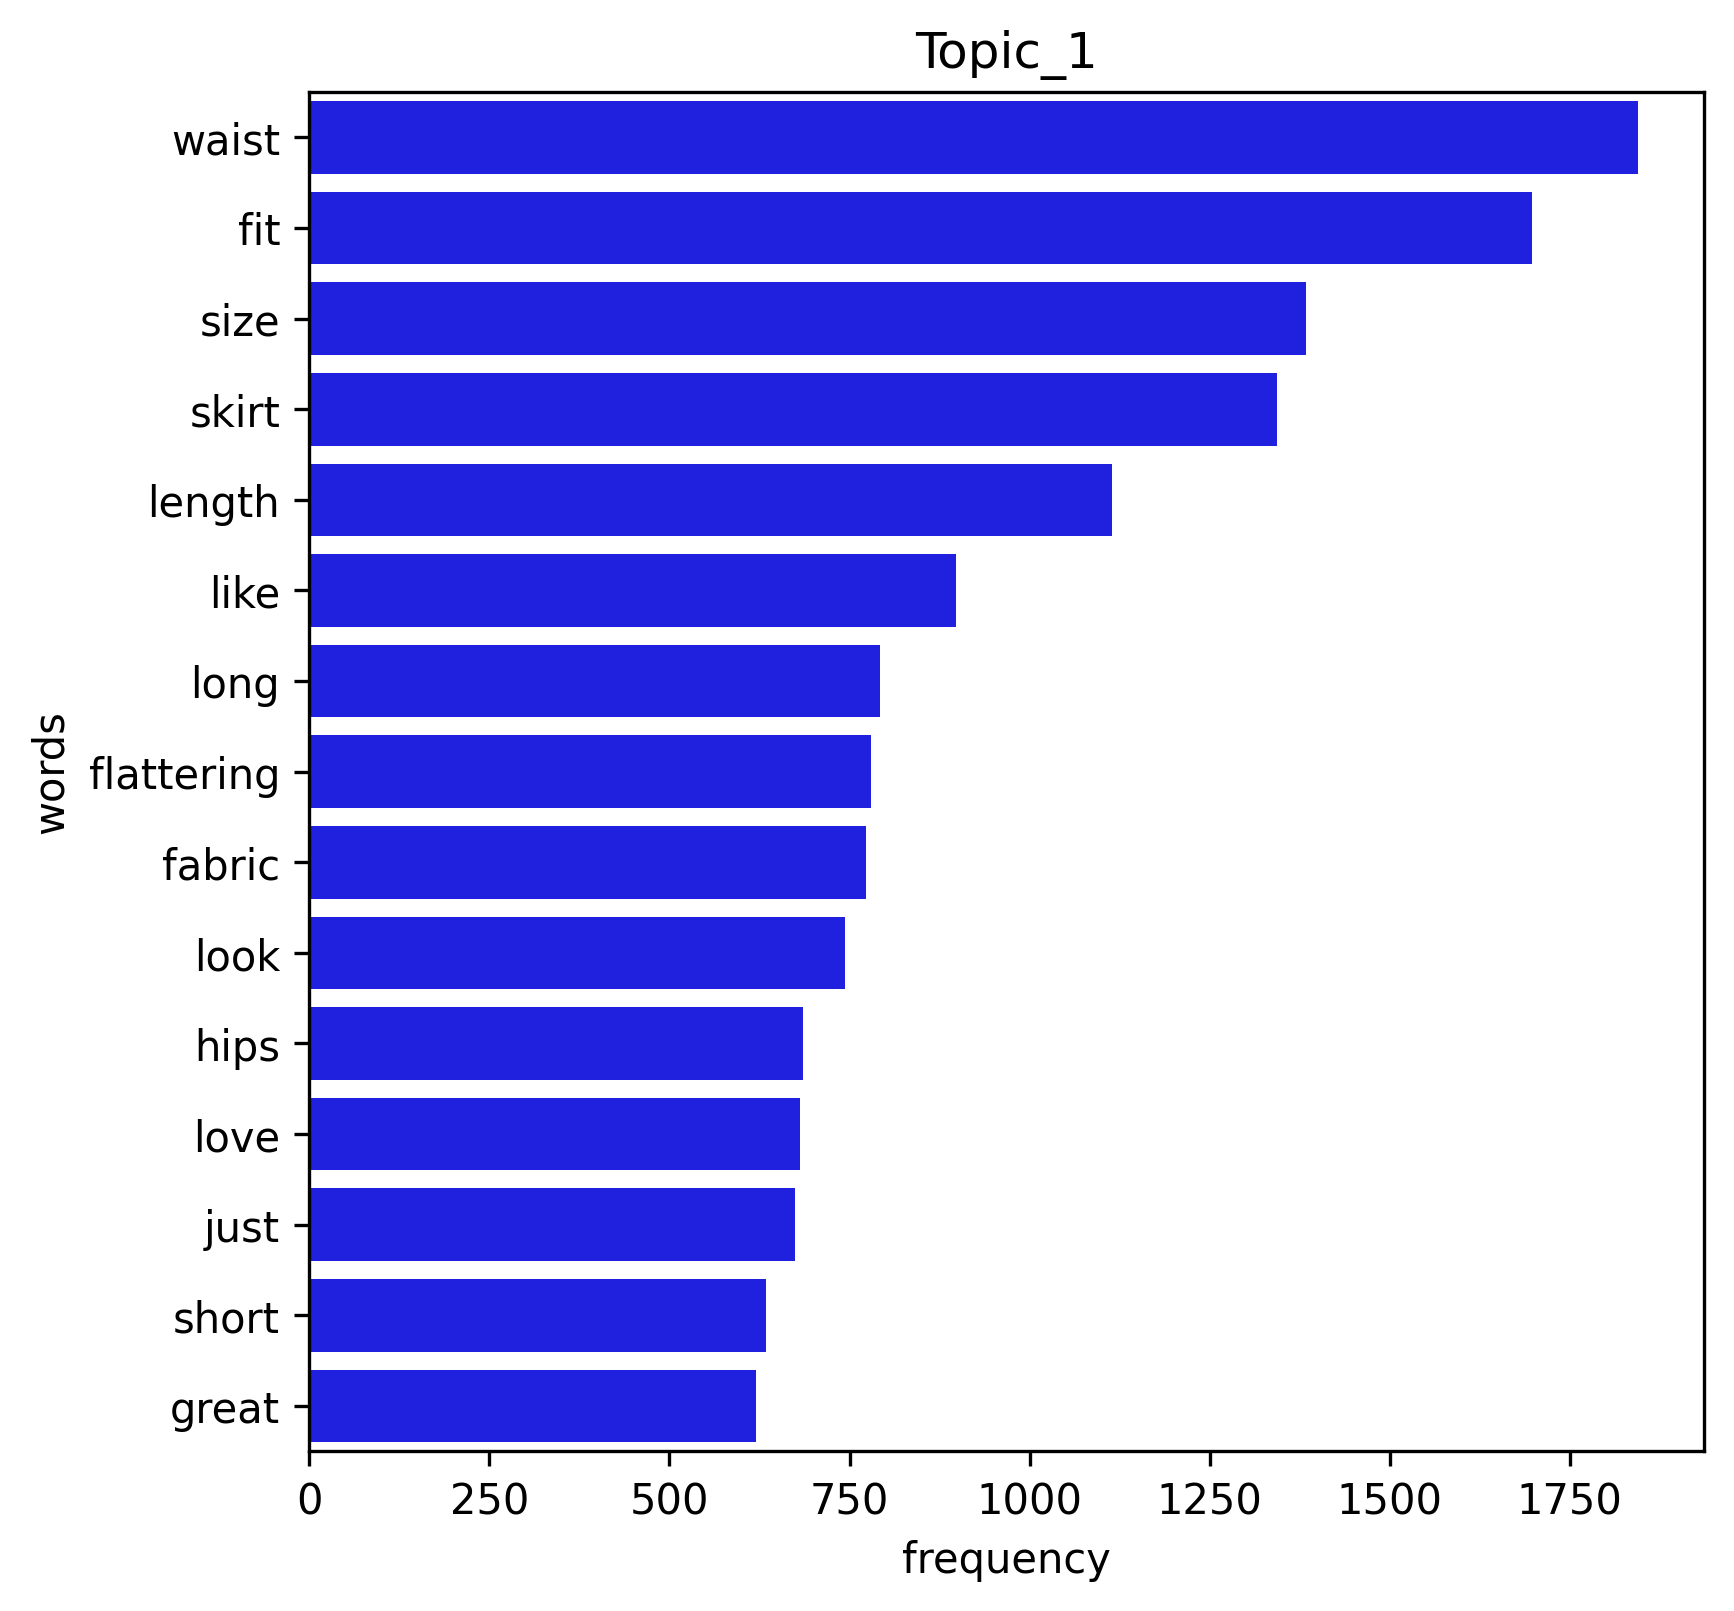 Topic_1
waist
fit
size
skirt
length
like
long
flattering
fabric
look
hips
love
just
short
great
words
0 250 500 750 1000 1250 1500 1750
frequency